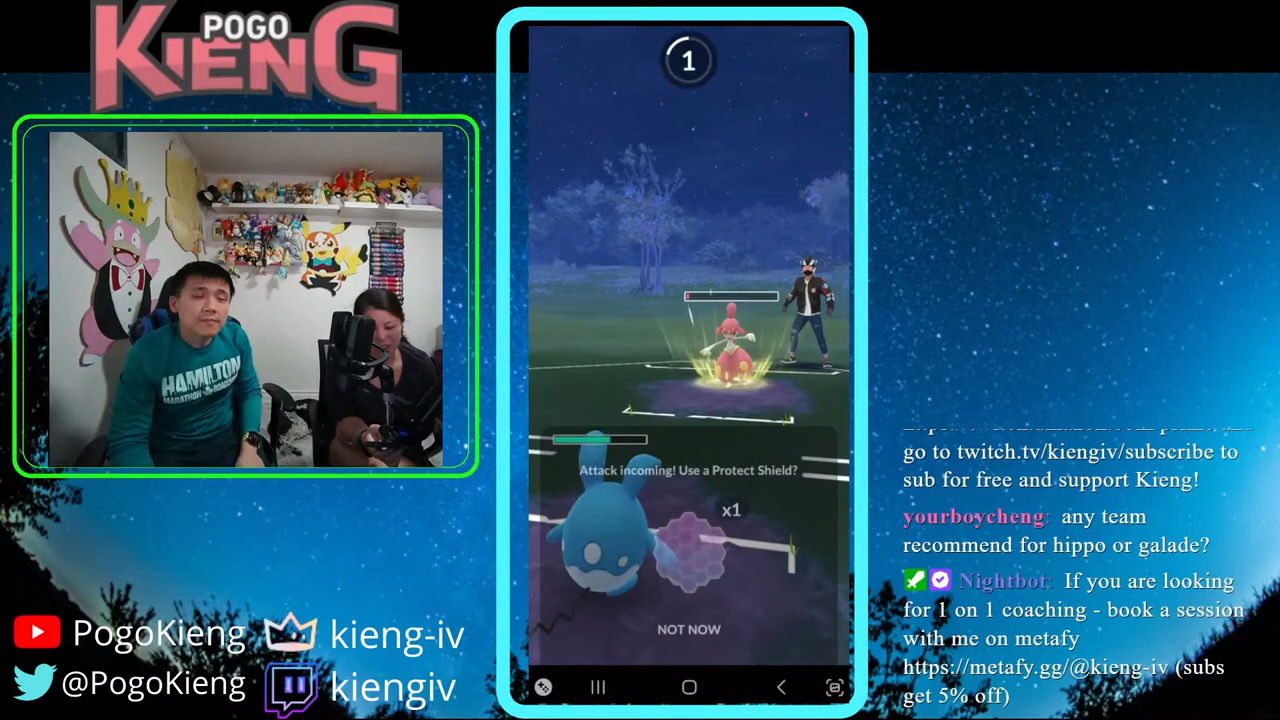 POGO
KIENG
1
HAMILTON
Attack incoming! Use a Protect Shield?
x1
NOT NOW
go to twitch.tv/kiengiv/subscribe to
sub for free and support Kieng!
yourboycheng: any team
recommend for hippo or galade?
Nightbot: If you are looking
for 1 on 1 coaching - book a session
with me on metafy
https://metafy.gg/@kieng-iv (subs
get 5% off)
PogoKieng
kieng-iv
@PogoKieng
kiengiv